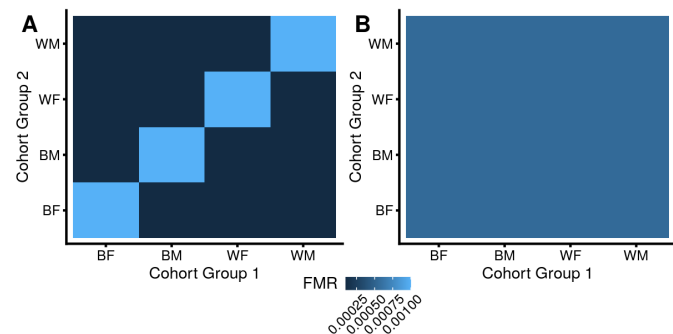 A
B
Cohort Group 2
WM
WF
BM
BF
BF BM WF WM
Cohort Group 1
Cohort Group 2
WM
WF
BM
BF
BF BM WF WM
Cohort Group 1
FMR
0.00025
0.00050
0.00075
0.00100